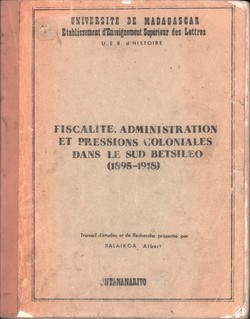 UNIVERSITE DE MADAGASCAR
Etablissement d'Enseignement Supérieur des Lettres
U.E.R d'HISTOIRE
FISCALITE, ADMINISTRATION
ET PRESSIONS COLONIALES
DANS LE SUD BETSILEO
(1895-1918)
Travail d'études et de Recherche présenté par
RALAIKOA Albert
ANTANANARIVO